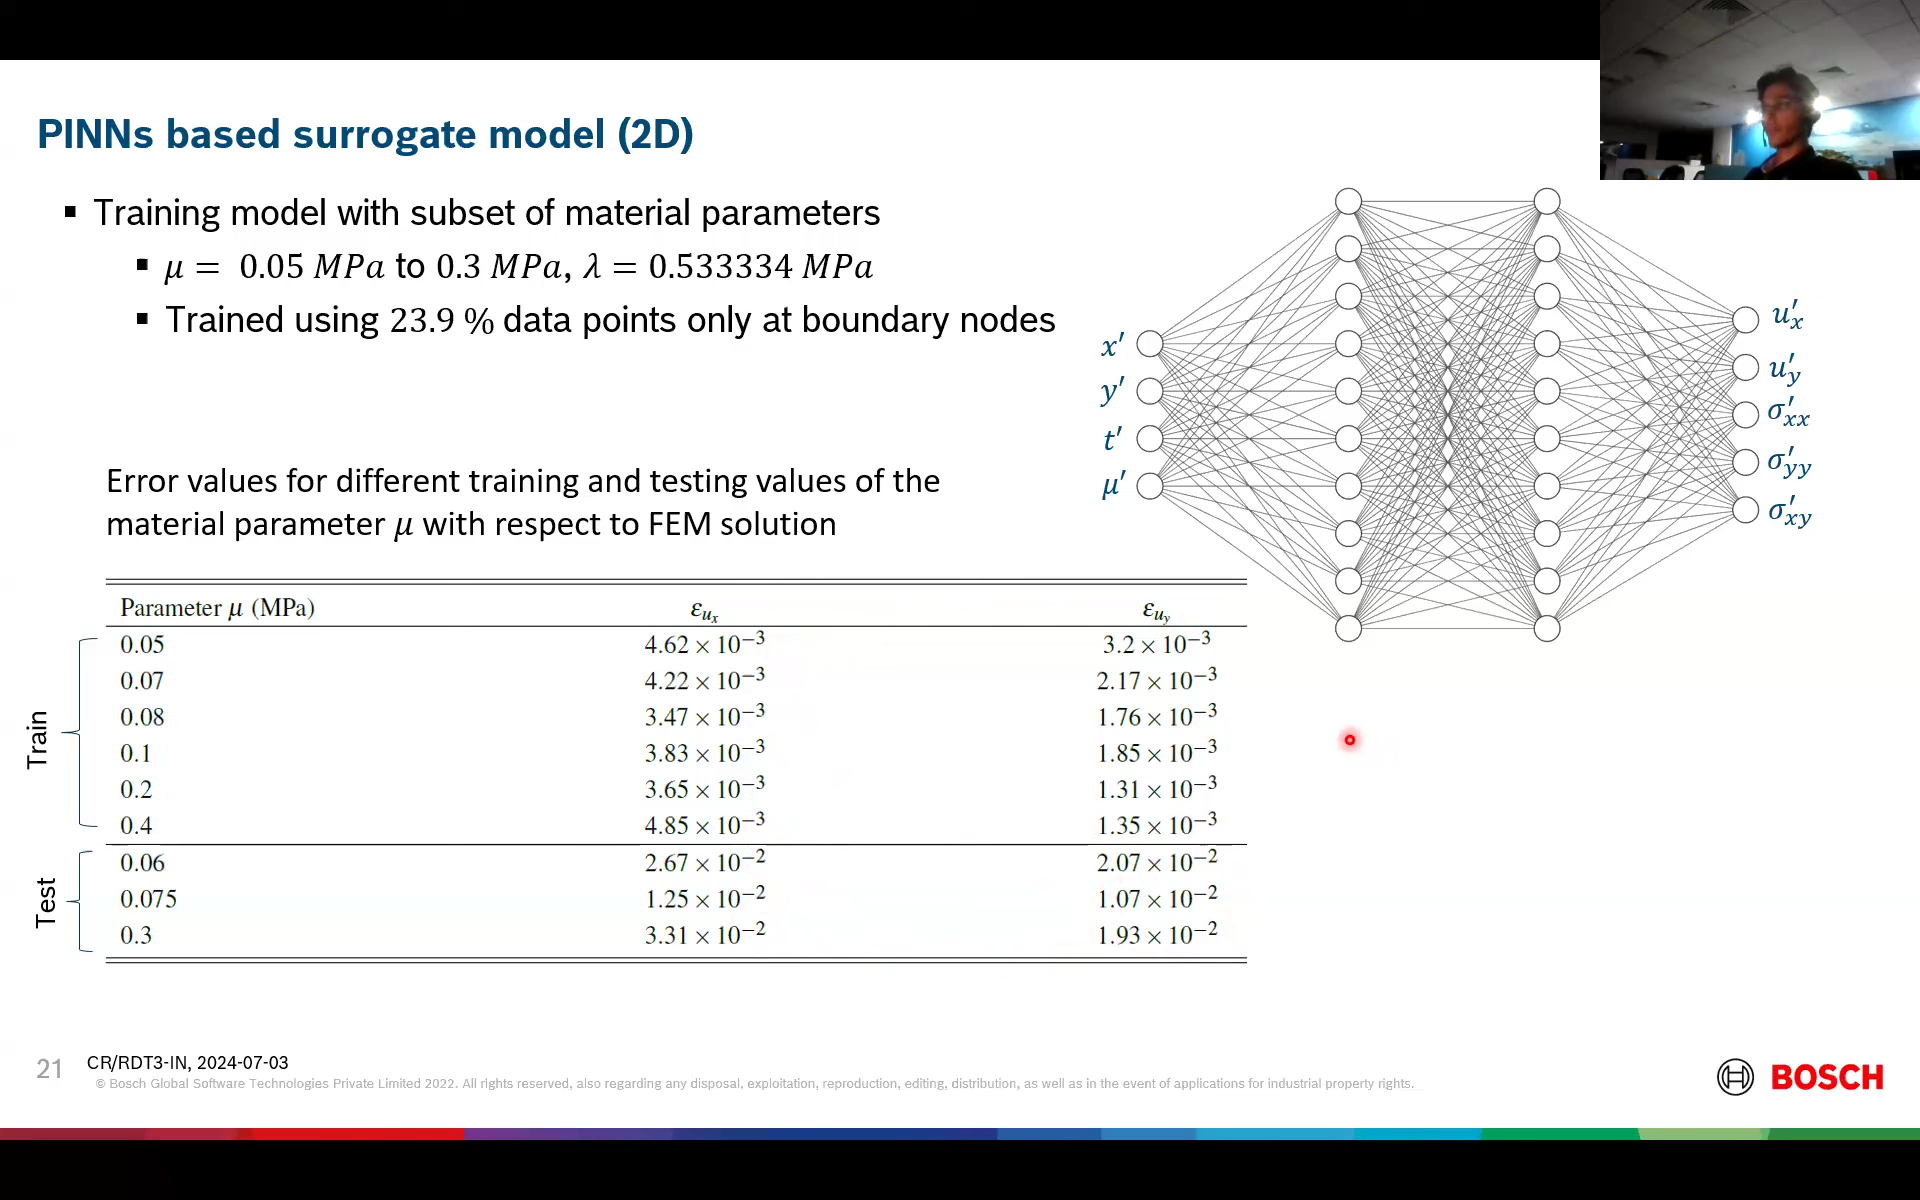 PINNs based surrogate model (2D)
▪ Training model with subset of material parameters
▪ μ = 0.05 MPa to 0.3 MPa, λ = 0.533334 MPa
▪ Trained using 23.9 % data points only at boundary nodes
x′
y′
t′
μ′
u′x
u′y
σ′xx
σ′yy
σ′xy
Error values for different training and testing values of the
material parameter μ with respect to FEM solution
Parameter μ (MPa) εux εuy
Train
0.05 4.62 × 10−3 3.2 × 10−3
0.07 4.22 × 10−3 2.17 × 10−3
0.08 3.47 × 10−3 1.76 × 10−3
0.1 3.83 × 10−3 1.85 × 10−3
0.2 3.65 × 10−3 1.31 × 10−3
0.4 4.85 × 10−3 1.35 × 10−3
Test
0.06 2.67 × 10−2 2.07 × 10−2
0.075 1.25 × 10−2 1.07 × 10−2
0.3 3.31 × 10−2 1.93 × 10−2
21 CR/RDT3-IN, 2024-07-03
© Bosch Global Software Technologies Private Limited 2022. All rights reserved, also regarding any disposal, exploitation, reproduction, editing, distribution, as well as in the event of applications for industrial property rights.
BOSCH